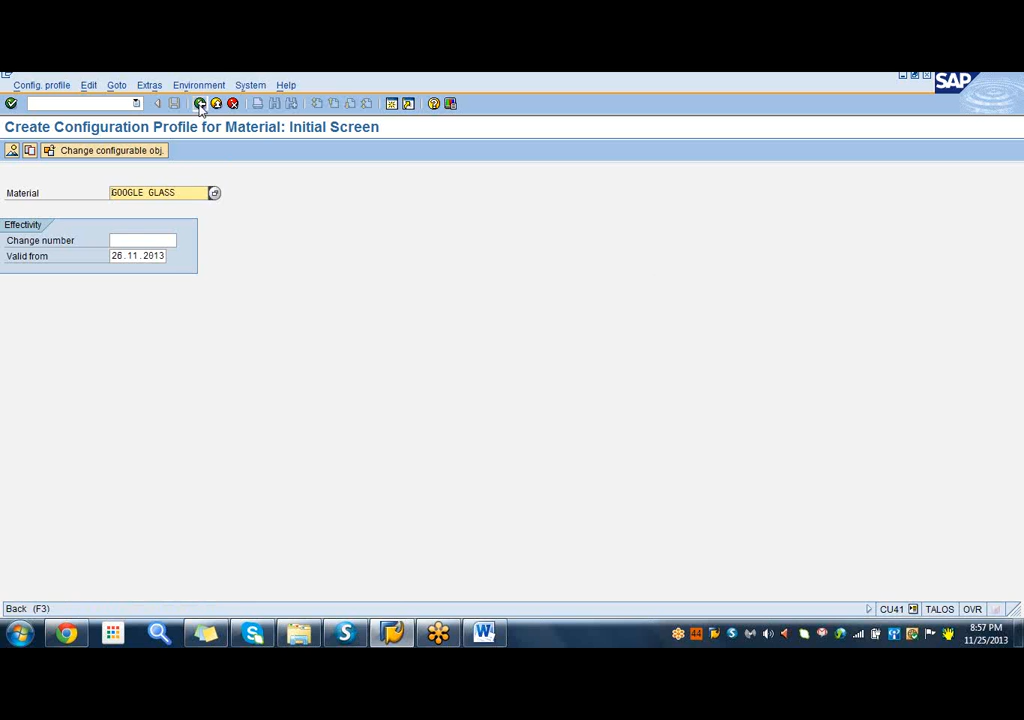 Config. profile Edit Goto Extras Environment System Help
SAP
Create Configuration Profile for Material: Initial Screen
Change configurable obj.
Material GOOGLE GLASS
Effectivity
Change number
Valid from 26.11.2013
Back (F3) CU41 TALOS OVR
44
8:57 PM
11/25/2013